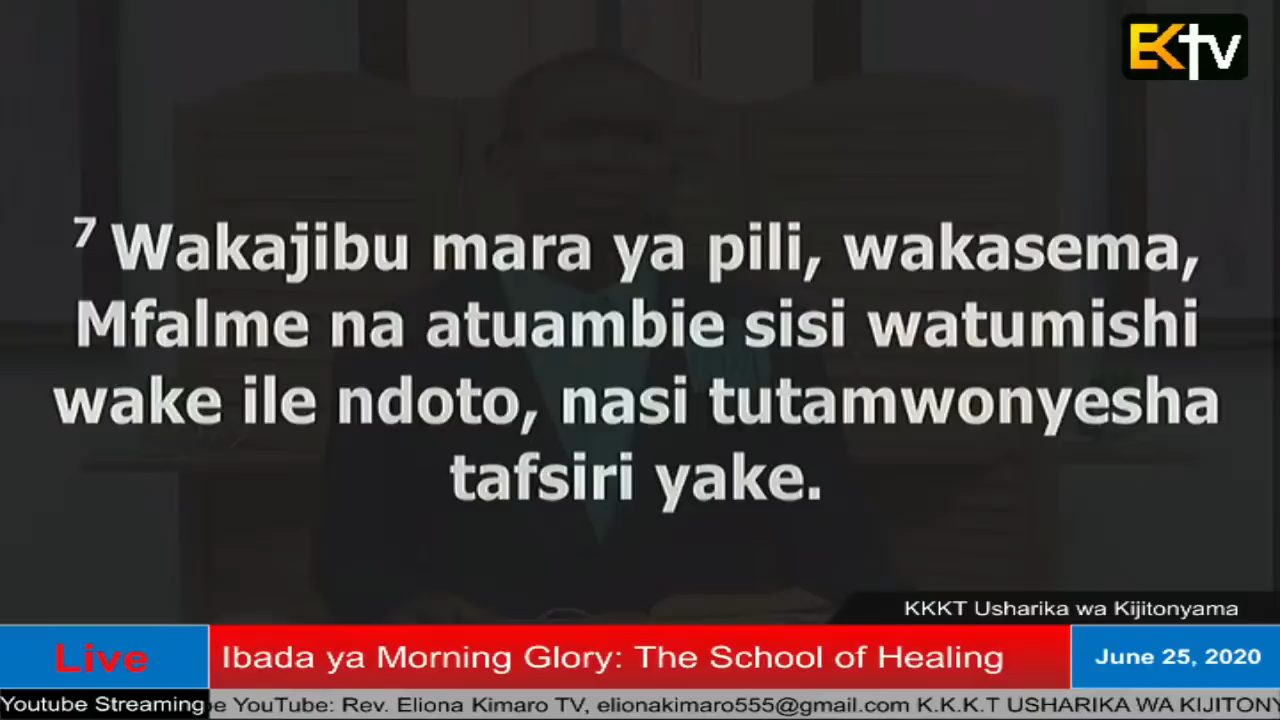 EKTV
7 Wakajibu mara ya pili, wakasema,
Mfalme na atuambie sisi watumishi
wake ile ndoto, nasi tutamwonyesha
tafsiri yake.
KKKT Usharika wa Kijitonyama
Live
Ibada ya Morning Glory: The School of Healing
June 25, 2020
Youtube Streaming
YouTube: Rev. Eliona Kimaro TV, elionakimaro555@gmail.com K.K.K.T USHARIKA WA